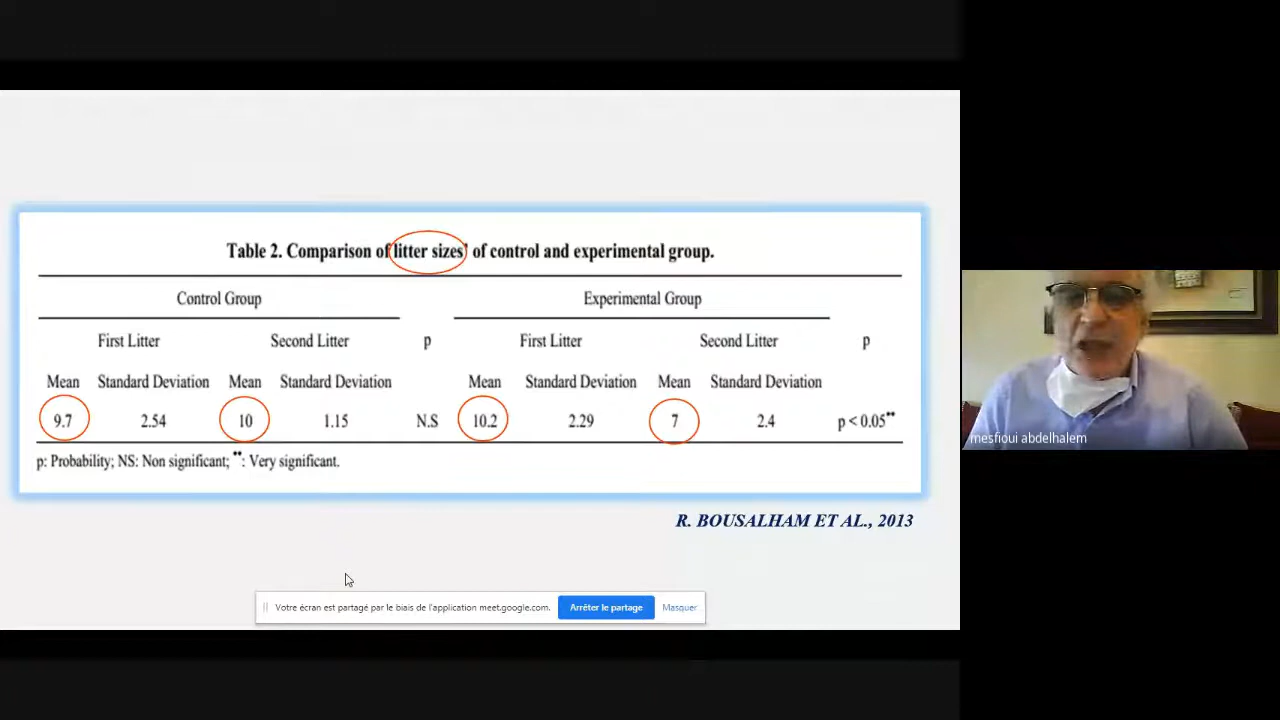 Table 2. Comparison of litter sizes' of control and experimental group.
Control Group Experimental Group
First Litter Second Litter p First Litter Second Litter p
Mean Standard Deviation Mean Standard Deviation Mean Standard Deviation Mean Standard Deviation
9.7 2.54 10 1.15 N.S 10.2 2.29 7 2.4 p < 0.05**
p: Probability; NS: Non significant; **: Very significant.
R. BOUSALHAM ET AL., 2013
mesfioui abdelhalem
Votre écran est partagé par le biais de l'application meet.google.com. Arrêter le partage Masquer